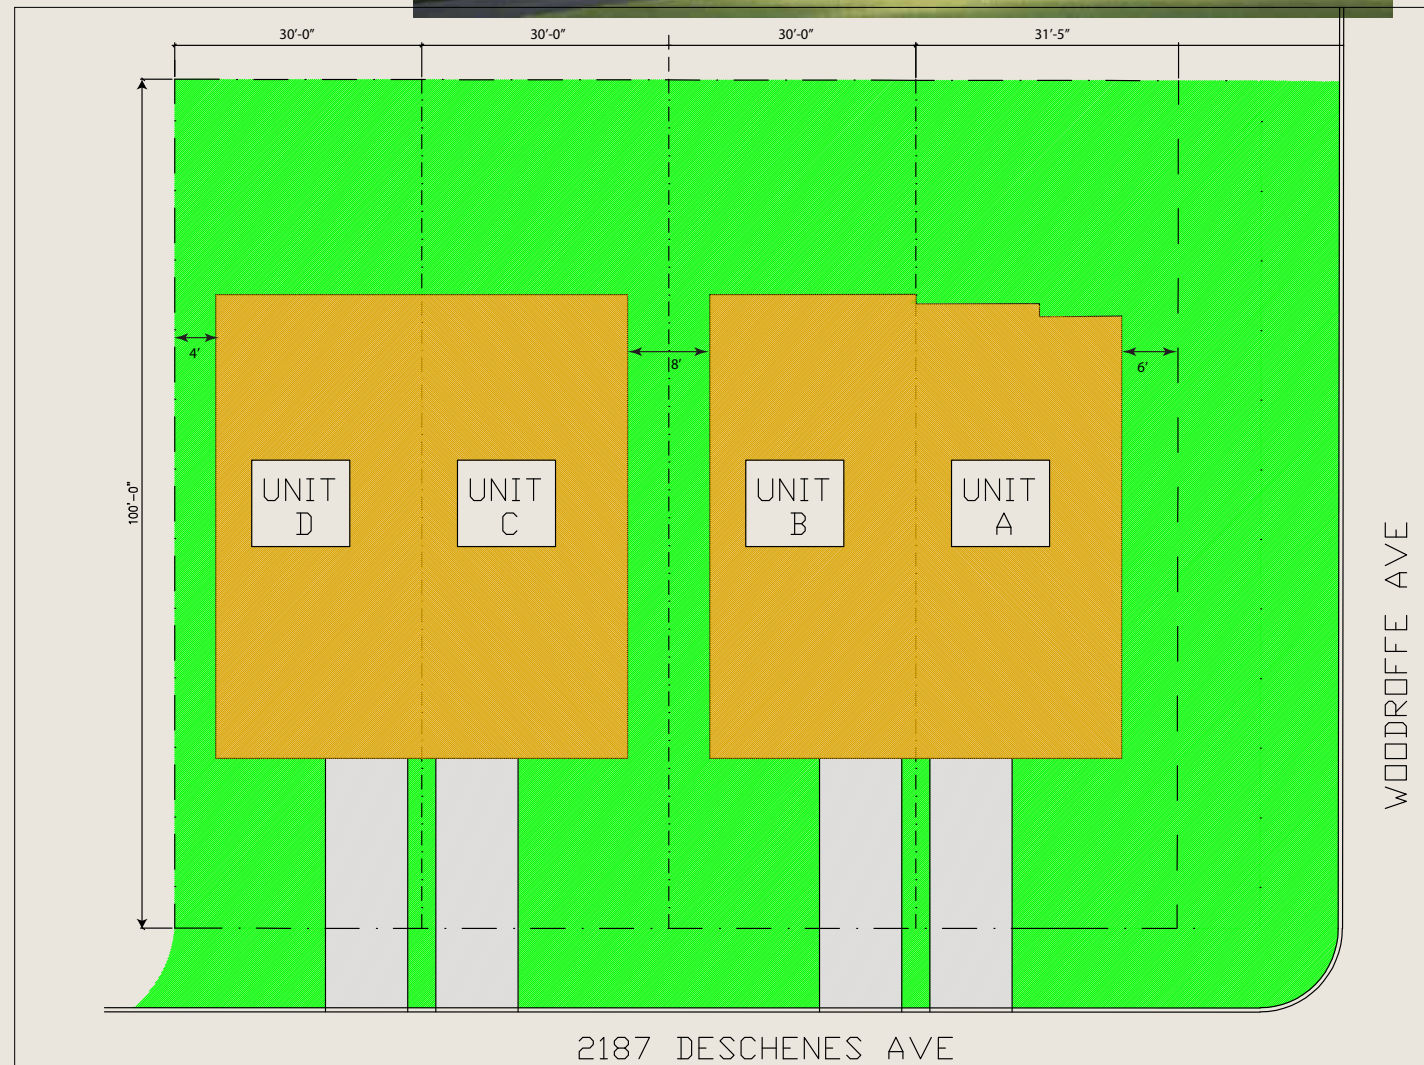 30'-0" 30'-0" 30'-0" 31'-5"
4' 8' 6'
100'-0"
UNIT
D
UNIT
C
UNIT
B
UNIT
A
WOODROFFE AVE
2187 DESCHENES AVE